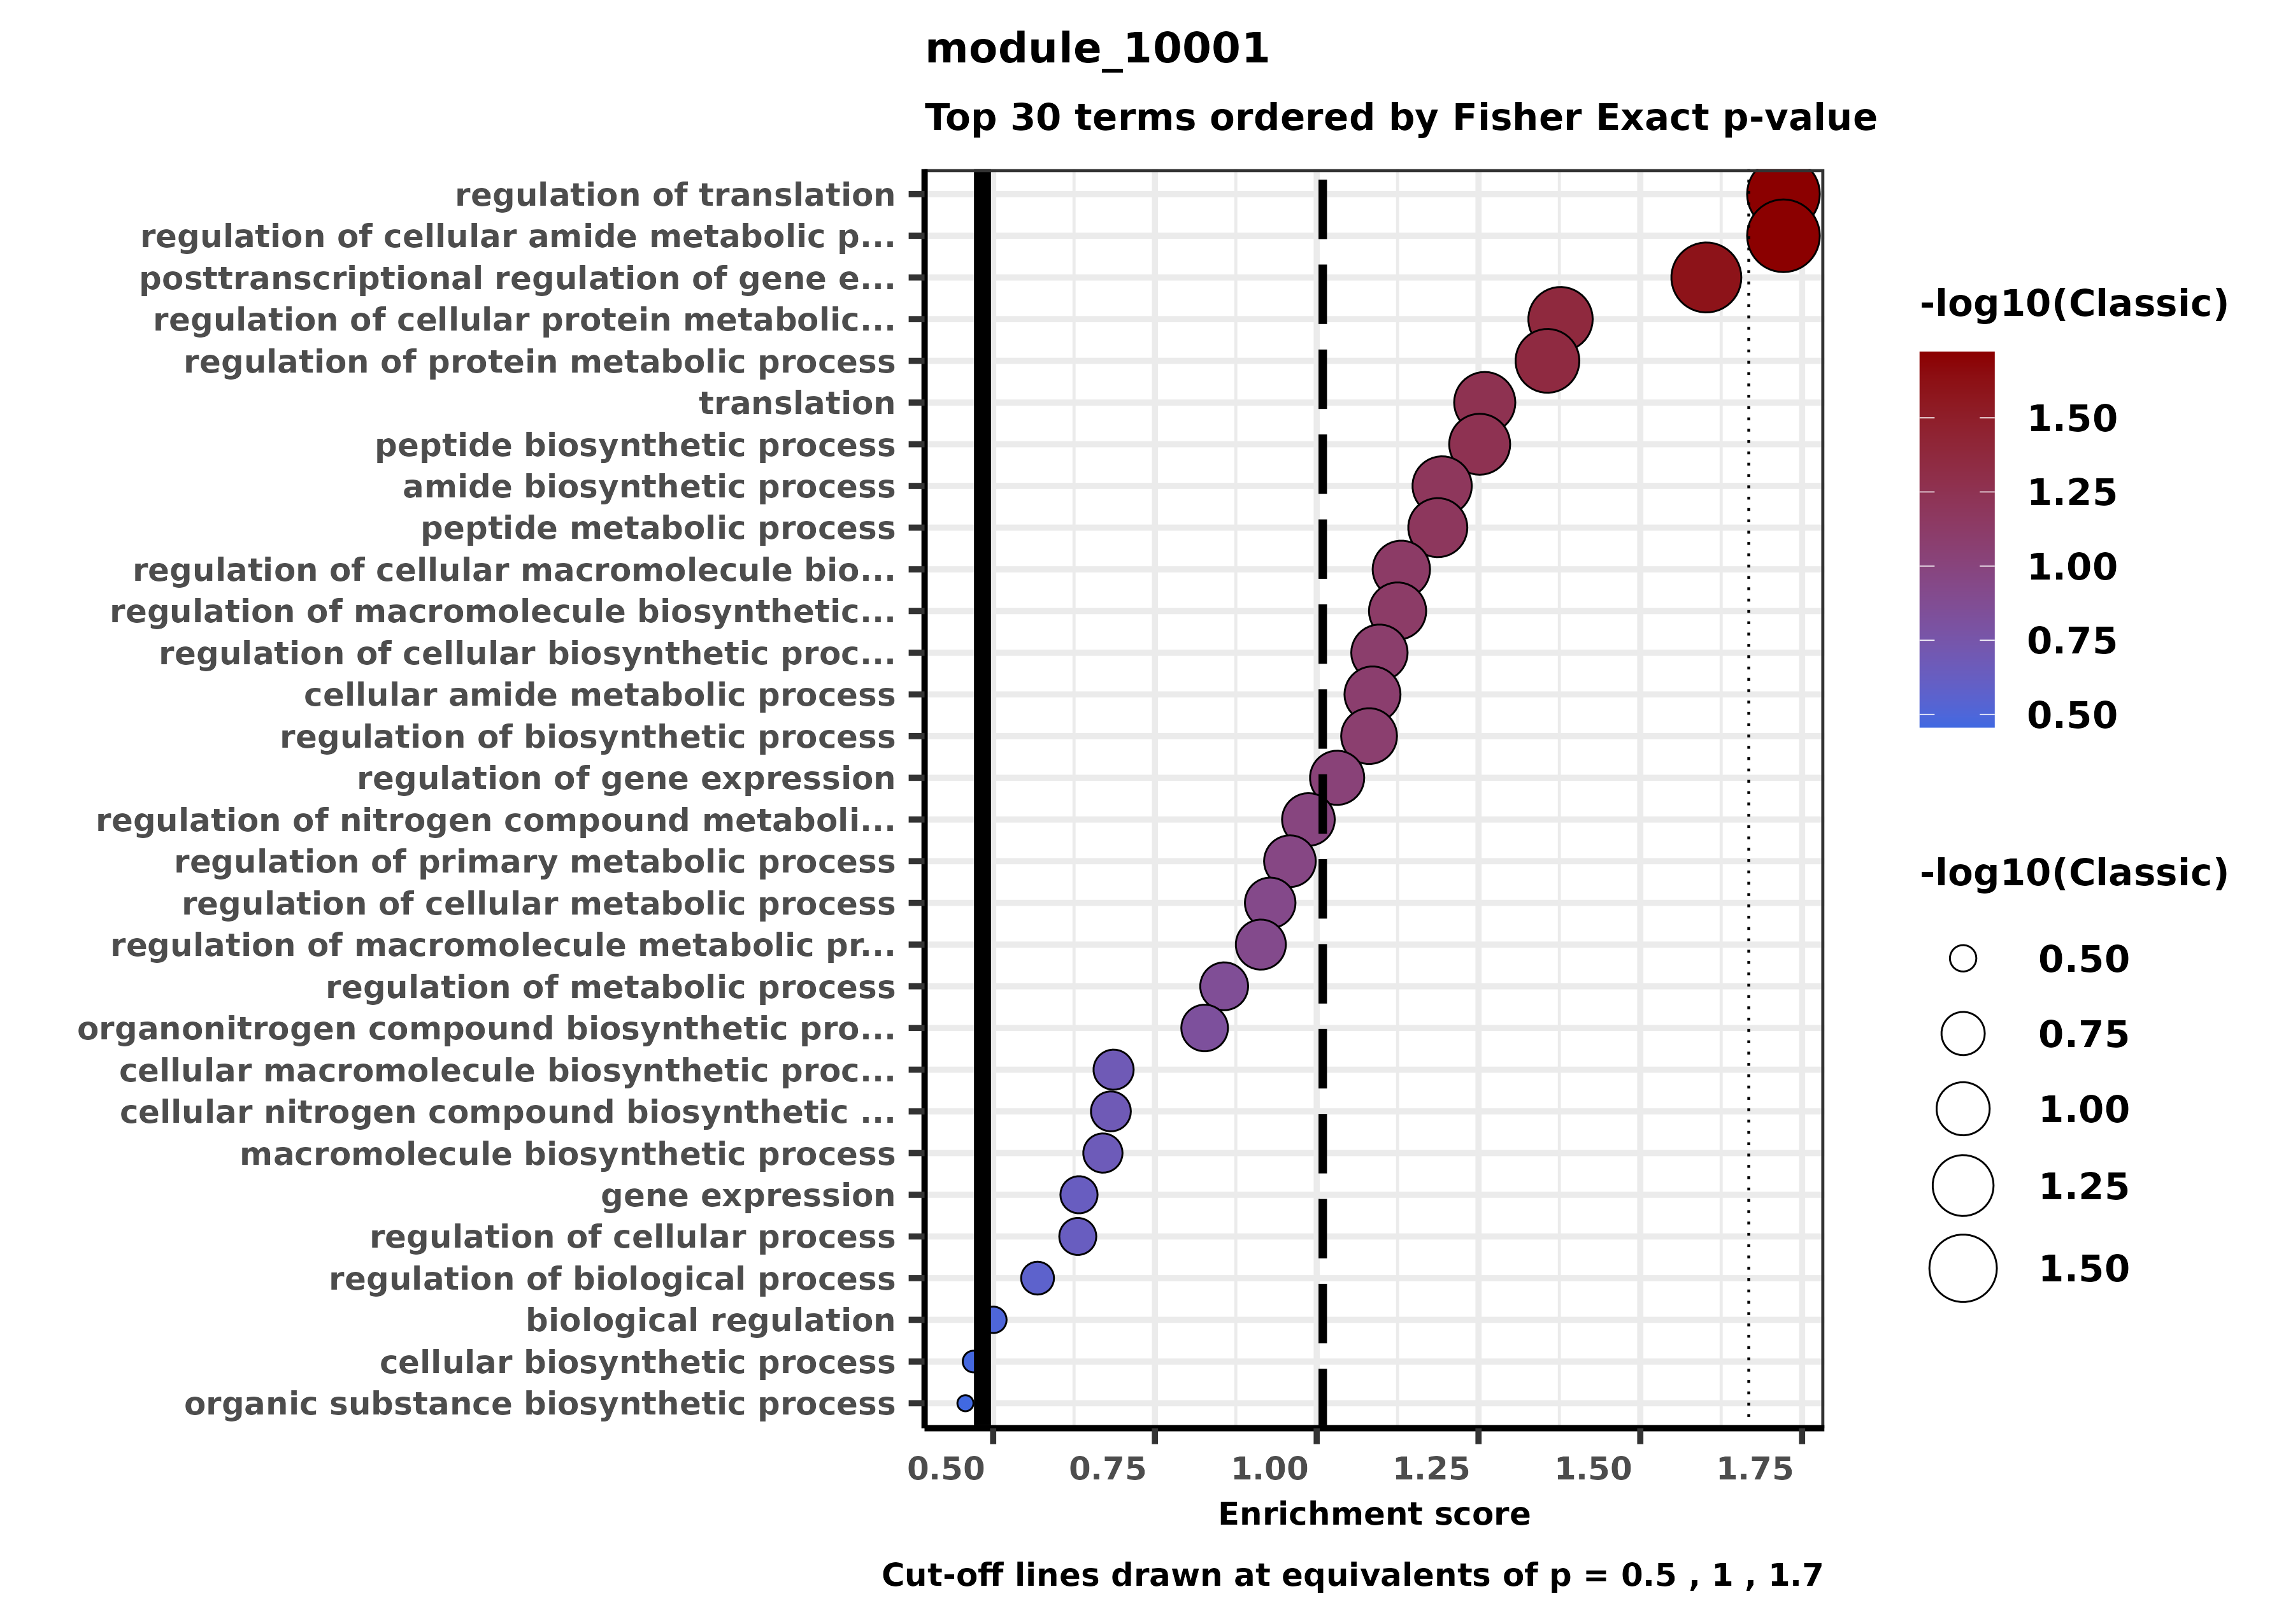 module_10001
Top 30 terms ordered by Fisher Exact p-value
regulation of translation
regulation of cellular amide metabolic p...
posttranscriptional regulation of gene e...
regulation of cellular protein metabolic...
regulation of protein metabolic process
translation
peptide biosynthetic process
amide biosynthetic process
peptide metabolic process
regulation of cellular macromolecule bio...
regulation of macromolecule biosynthetic...
regulation of cellular biosynthetic proc...
cellular amide metabolic process
regulation of biosynthetic process
regulation of gene expression
regulation of nitrogen compound metaboli...
regulation of primary metabolic process
regulation of cellular metabolic process
regulation of macromolecule metabolic pr...
regulation of metabolic process
organonitrogen compound biosynthetic pro...
cellular macromolecule biosynthetic proc...
cellular nitrogen compound biosynthetic ...
macromolecule biosynthetic process
gene expression
regulation of cellular process
regulation of biological process
biological regulation
cellular biosynthetic process
organic substance biosynthetic process
0.50 0.75 1.00 1.25 1.50 1.75
Enrichment score
Cut-off lines drawn at equivalents of p = 0.5 , 1 , 1.7
-log10(Classic)
1.50
1.25
1.00
0.75
0.50
-log10(Classic)
0.50
0.75
1.00
1.25
1.50